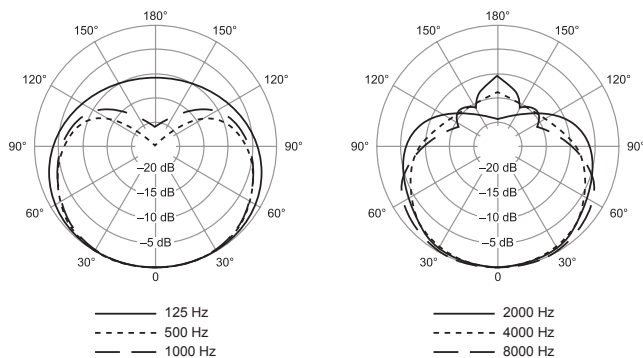 180° 180°
150° 150° 150° 150°
120° 120° 120° 120°
90° 90° 90° 90°
–20 dB –20 dB
–15 dB –15 dB
60° 60° 60° 60°
–10 dB –10 dB
–5 dB –5 dB
30° 30° 30° 30°
0 0
125 Hz 2000 Hz
500 Hz 4000 Hz
1000 Hz 8000 Hz